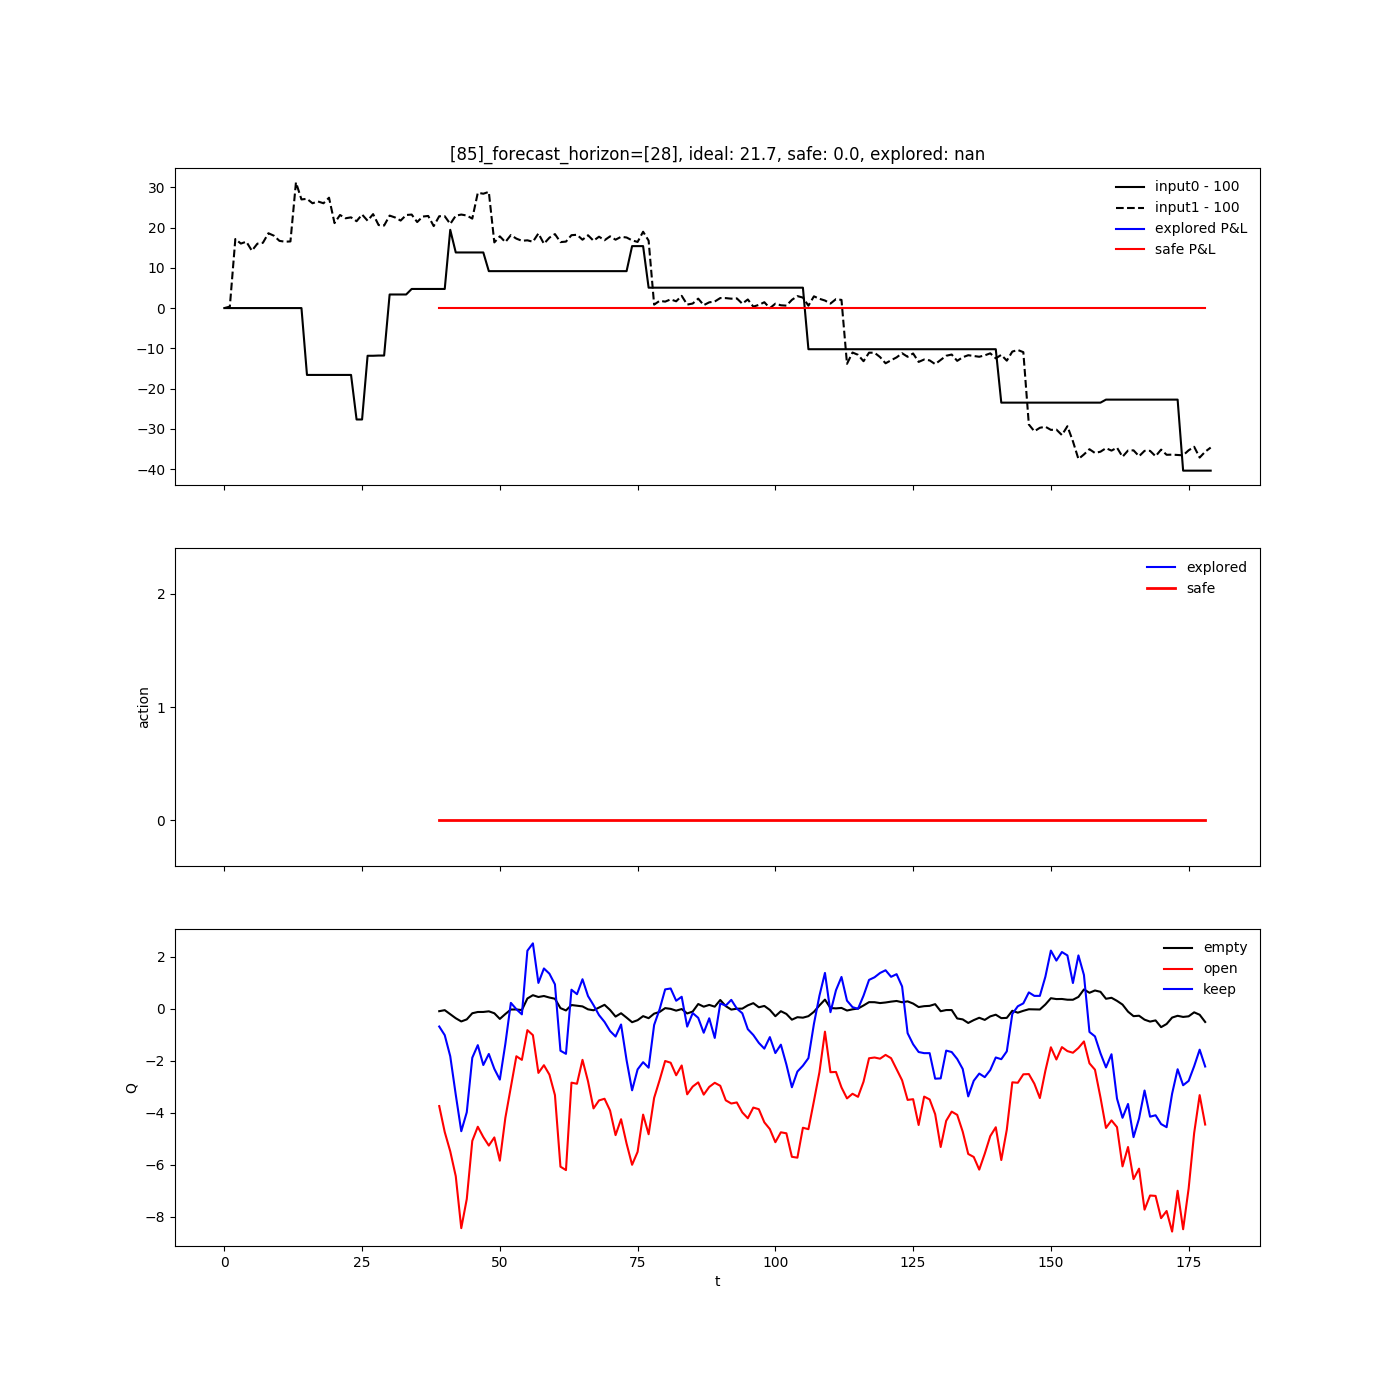 [85]_forecast_horizon=[28], ideal: 21.7, safe: 0.0, explored: nan
30
20
10
0
−10
−20
−30
−40
input0 - 100
input1 - 100
explored P&L
safe P&L
action
2
1
0
explored
safe
Q
2
0
−2
−4
−6
−8
empty
open
keep
0 25 50 75 100 125 150 175
t